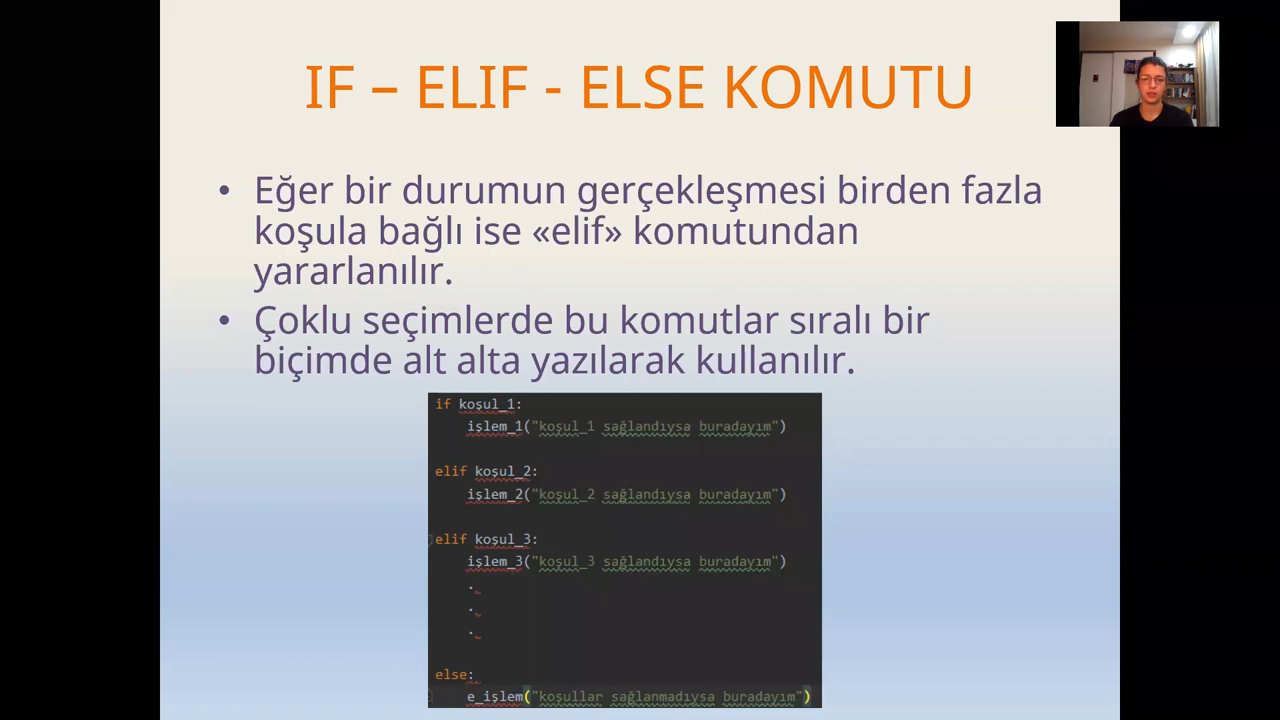 IF – ELIF - ELSE KOMUTU
• Eğer bir durumun gerçekleşmesi birden fazla
koşula bağlı ise «elif» komutundan
yararlanılır.
• Çoklu seçimlerde bu komutlar sıralı bir
biçimde alt alta yazılarak kullanılır.
if koşul_1:
işlem_1("koşul_1 sağlandıysa buradayım")
elif koşul_2:
işlem_2("koşul_2 sağlandıysa buradayım")
elif koşul_3:
işlem_3("koşul_3 sağlandıysa buradayım")
.
.
.
else:
e_işlem("koşullar sağlanmadıysa buradayım")